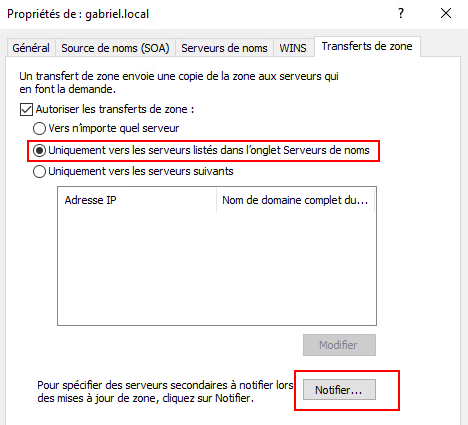 Propriétés de : gabriel.local
?
Général Source de noms (SOA) Serveurs de noms WINS Transferts de zone
Un transfert de zone envoie une copie de la zone aux serveurs qui
en font la demande.
Autoriser les transferts de zone :
Vers n'importe quel serveur
Uniquement vers les serveurs listés dans l'onglet Serveurs de noms
Uniquement vers les serveurs suivants
Adresse IP Nom de domaine complet du...
Modifier
Pour spécifier des serveurs secondaires à notifier lors
des mises à jour de zone, cliquez sur Notifier.
Notifier...